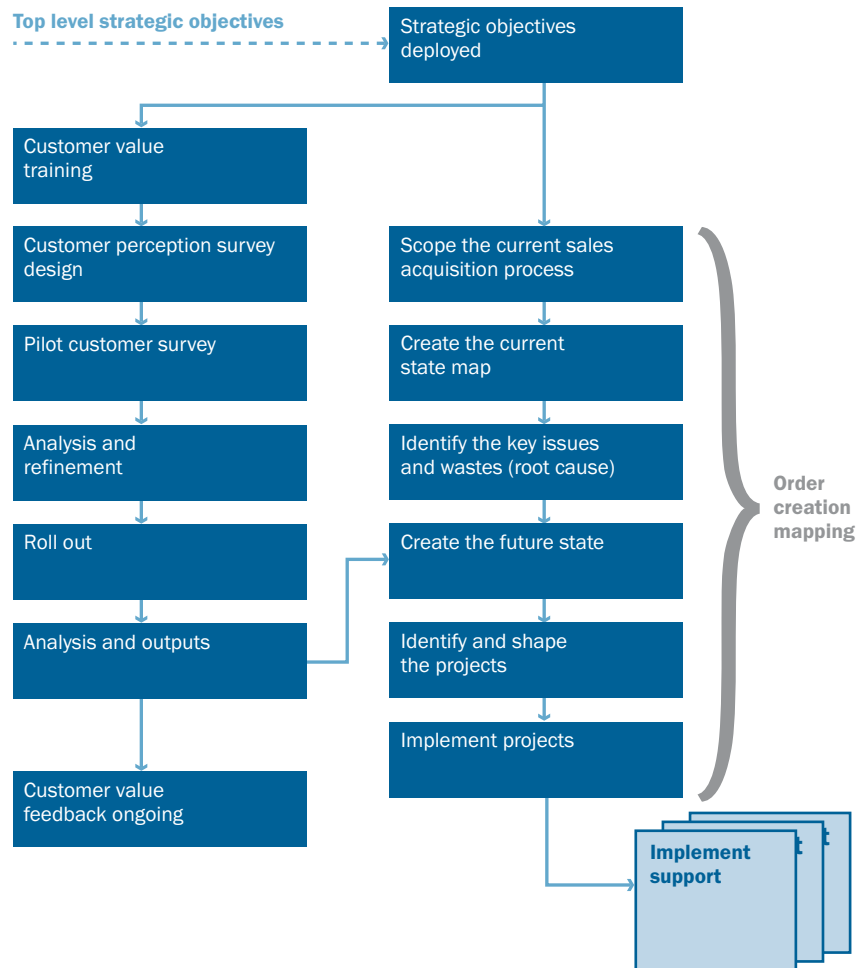 Top level strategic objectives
Strategic objectives
deployed
Customer value
training
Customer perception survey
design
Pilot customer survey
Analysis and
refinement
Roll out
Analysis and outputs
Customer value
feedback ongoing
Scope the current sales
acquisition process
Create the current
state map
Identify the key issues
and wastes (root cause)
Create the future state
Identify and shape
the projects
Implement projects
Order
creation
mapping
Implement
support
t
t